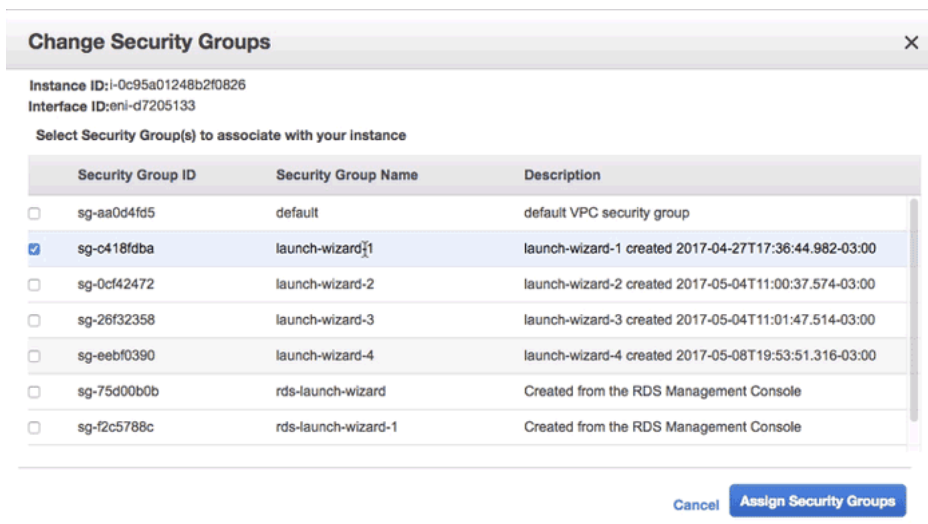 Change Security Groups
Instance ID:i-0c95a01248b2f0826
Interface ID:eni-d7205133
Select Security Group(s) to associate with your instance
Security Group ID Security Group Name Description
sg-aa0d4fd5 default default VPC security group
sg-c418fdba launch-wizard-1 launch-wizard-1 created 2017-04-27T17:36:44.982-03:00
sg-0cf42472 launch-wizard-2 launch-wizard-2 created 2017-05-04T11:00:37.574-03:00
sg-26f32358 launch-wizard-3 launch-wizard-3 created 2017-05-04T11:01:47.514-03:00
sg-eebf0390 launch-wizard-4 launch-wizard-4 created 2017-05-08T19:53:51.316-03:00
sg-75d00b0b rds-launch-wizard Created from the RDS Management Console
sg-f2c5788c rds-launch-wizard-1 Created from the RDS Management Console
Cancel Assign Security Groups